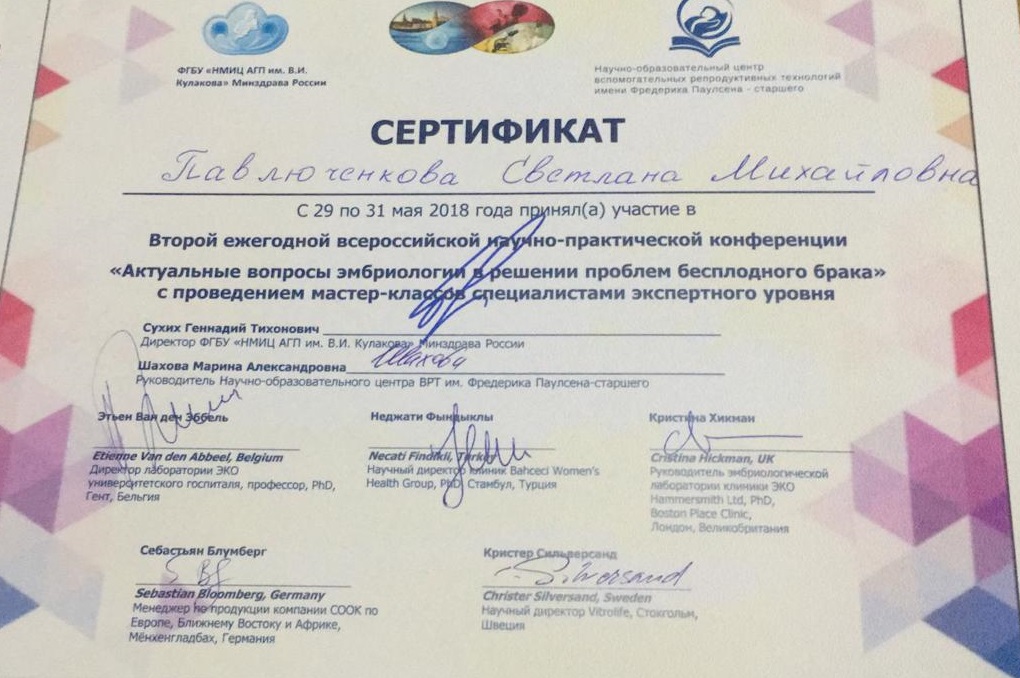 ФГБУ «НМИЦ АГП им. В.И.
Кулакова» Минздрава России
Научно-образовательный центр
вспомогательных репродуктивных технологий
имени Фредерика Паулсена - старшего
СЕРТИФИКАТ
Павлюченкова Светлана Михайловна
С 29 по 31 мая 2018 года принял(а) участие в
Второй ежегодной всероссийской научно-практической конференции
«Актуальные вопросы эмбриологии в решении проблем бесплодного брака»
с проведением мастер-классов специалистами экспертного уровня
Сухих Геннадий Тихонович
Директор ФГБУ «НМИЦ АГП им. В.И. Кулакова» Минздрава России
Шахова Марина Александровна Шахова
Руководитель Научно-образовательного центра ВРТ им. Фредерика Паулсена-старшего
Этьен Ван ден Эббель
Etienne Van den Abbeel, Belgium
Директор лаборатории ЭКО
университетского госпиталя, профессор, PhD,
Гент, Бельгия
Неджати Фындыклы
Necati Findikli, Turkey
Научный директор клиник Bahceci Women's
Health Group, PhD, Стамбул, Турция
Кристина Хикман
Cristina Hickman, UK
Руководитель эмбриологической
лаборатории клиники ЭКО
Hammersmith Ltd, PhD,
Boston Place Clinic,
Лондон, Великобритания
Себастьян Блумберг
Sebastian Bloomberg, Germany
Менеджер по продукции компании COOK по
Европе, Ближнему Востоку и Африке,
Мёнхенгладбах, Германия
Кристер Сильверсанд
Silversand
Christer Silversand, Sweden
Научный директор Vitrolife, Стокгольм,
Швеция